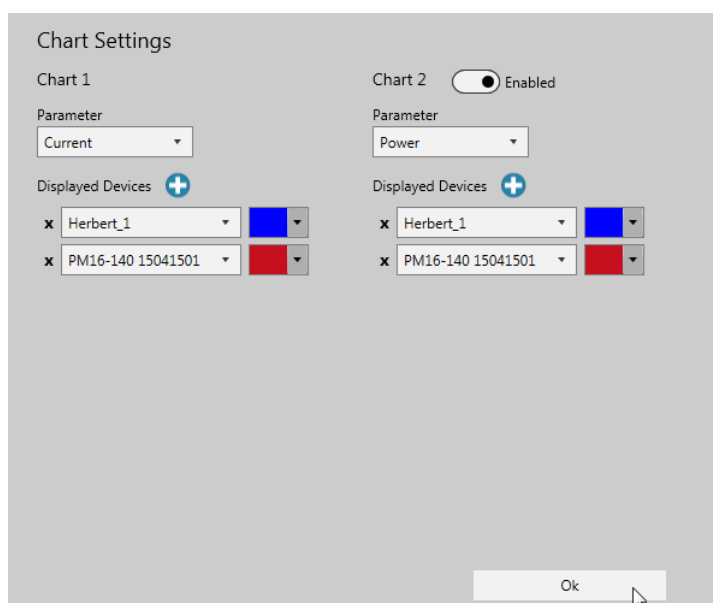 Chart Settings
Chart 1
Parameter
Current
Displayed Devices
x Herbert_1
x PM16-140 15041501
Chart 2 Enabled
Parameter
Power
Displayed Devices
x Herbert_1
x PM16-140 15041501
Ok